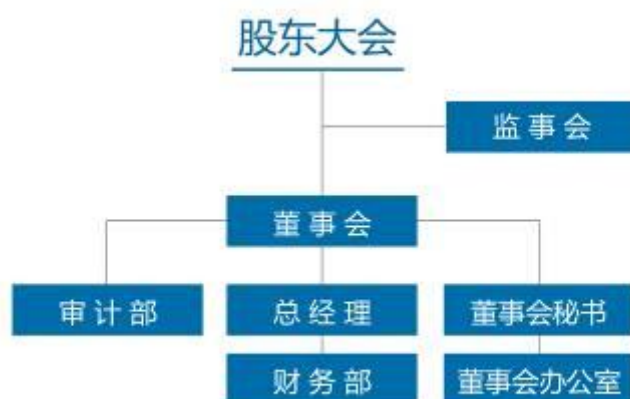 股东大会
监事会
董事会
审计部
总经理
董事会秘书
财务部
董事会办公室